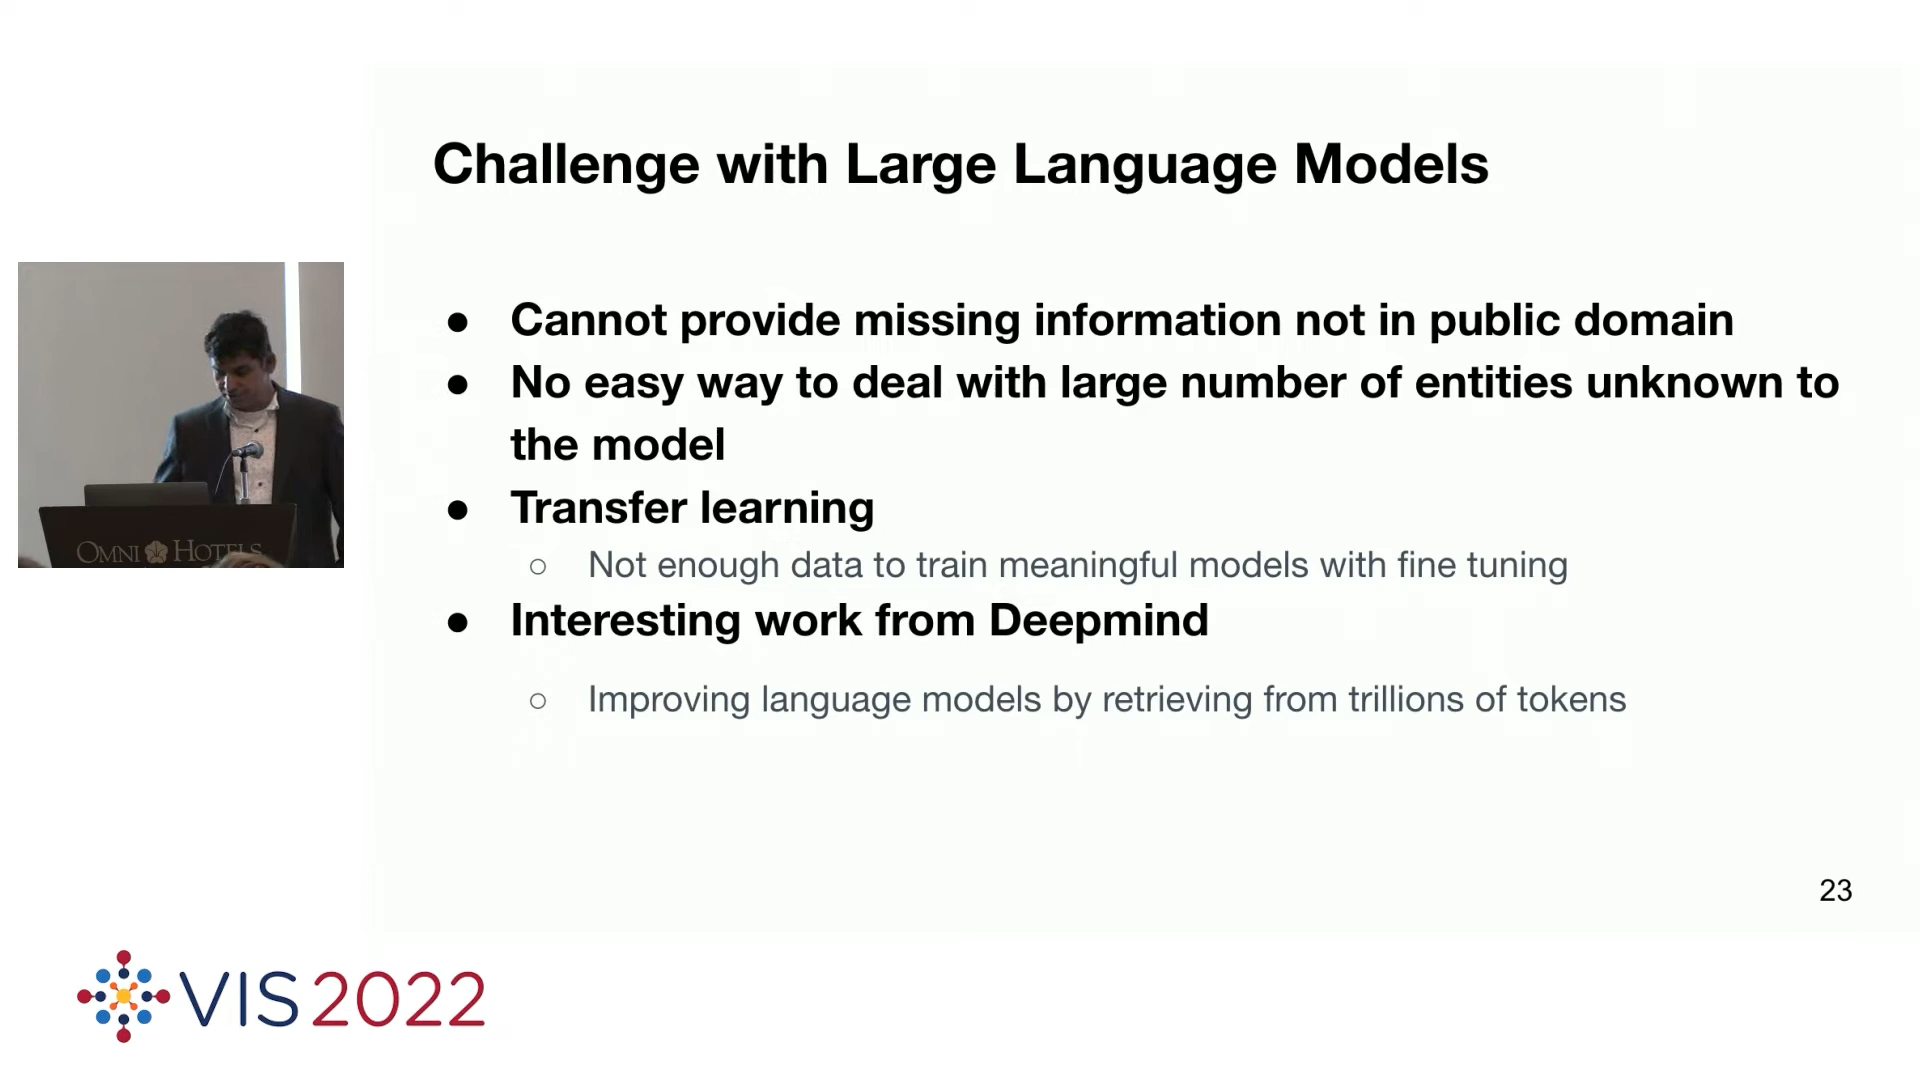 Challenge with Large Language Models
● Cannot provide missing information not in public domain
● No easy way to deal with large number of entities unknown to
the model
● Transfer learning
○ Not enough data to train meaningful models with fine tuning
● Interesting work from Deepmind
○ Improving language models by retrieving from trillions of tokens
23
OMNI HOTELS
VIS2022